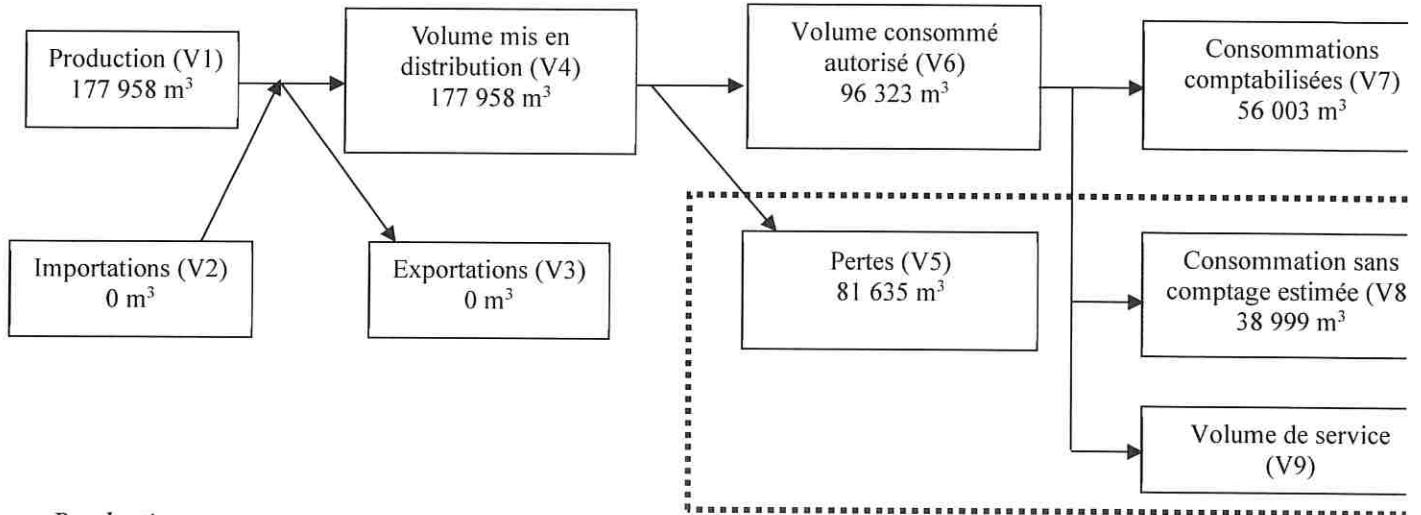 Production (V1)
177 958 m³
Volume mis en
distribution (V4)
177 958 m³
Volume consommé
autorisé (V6)
96 323 m³
Consommations
comptabilisées (V7)
56 003 m³
Importations (V2)
0 m³
Exportations (V3)
0 m³
Pertes (V5)
81 635 m³
Consommation sans
comptage estimée (V8
38 999 m³
Volume de service
(V9)